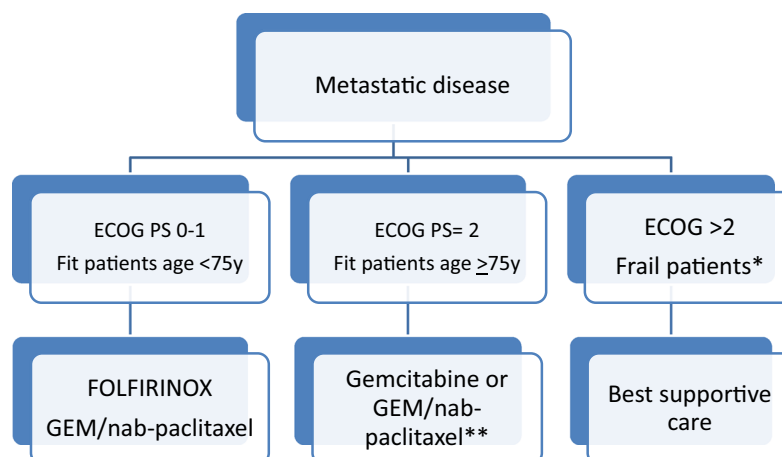 Metastatic disease
ECOG PS 0-1
Fit patients age <75y
ECOG PS= 2
Fit patients age ≥75y
ECOG >2
Frail patients*
FOLFIRINOX
GEM/nab-paclitaxel
Gemcitabine or
GEM/nab-
paclitaxel**
Best supportive
care